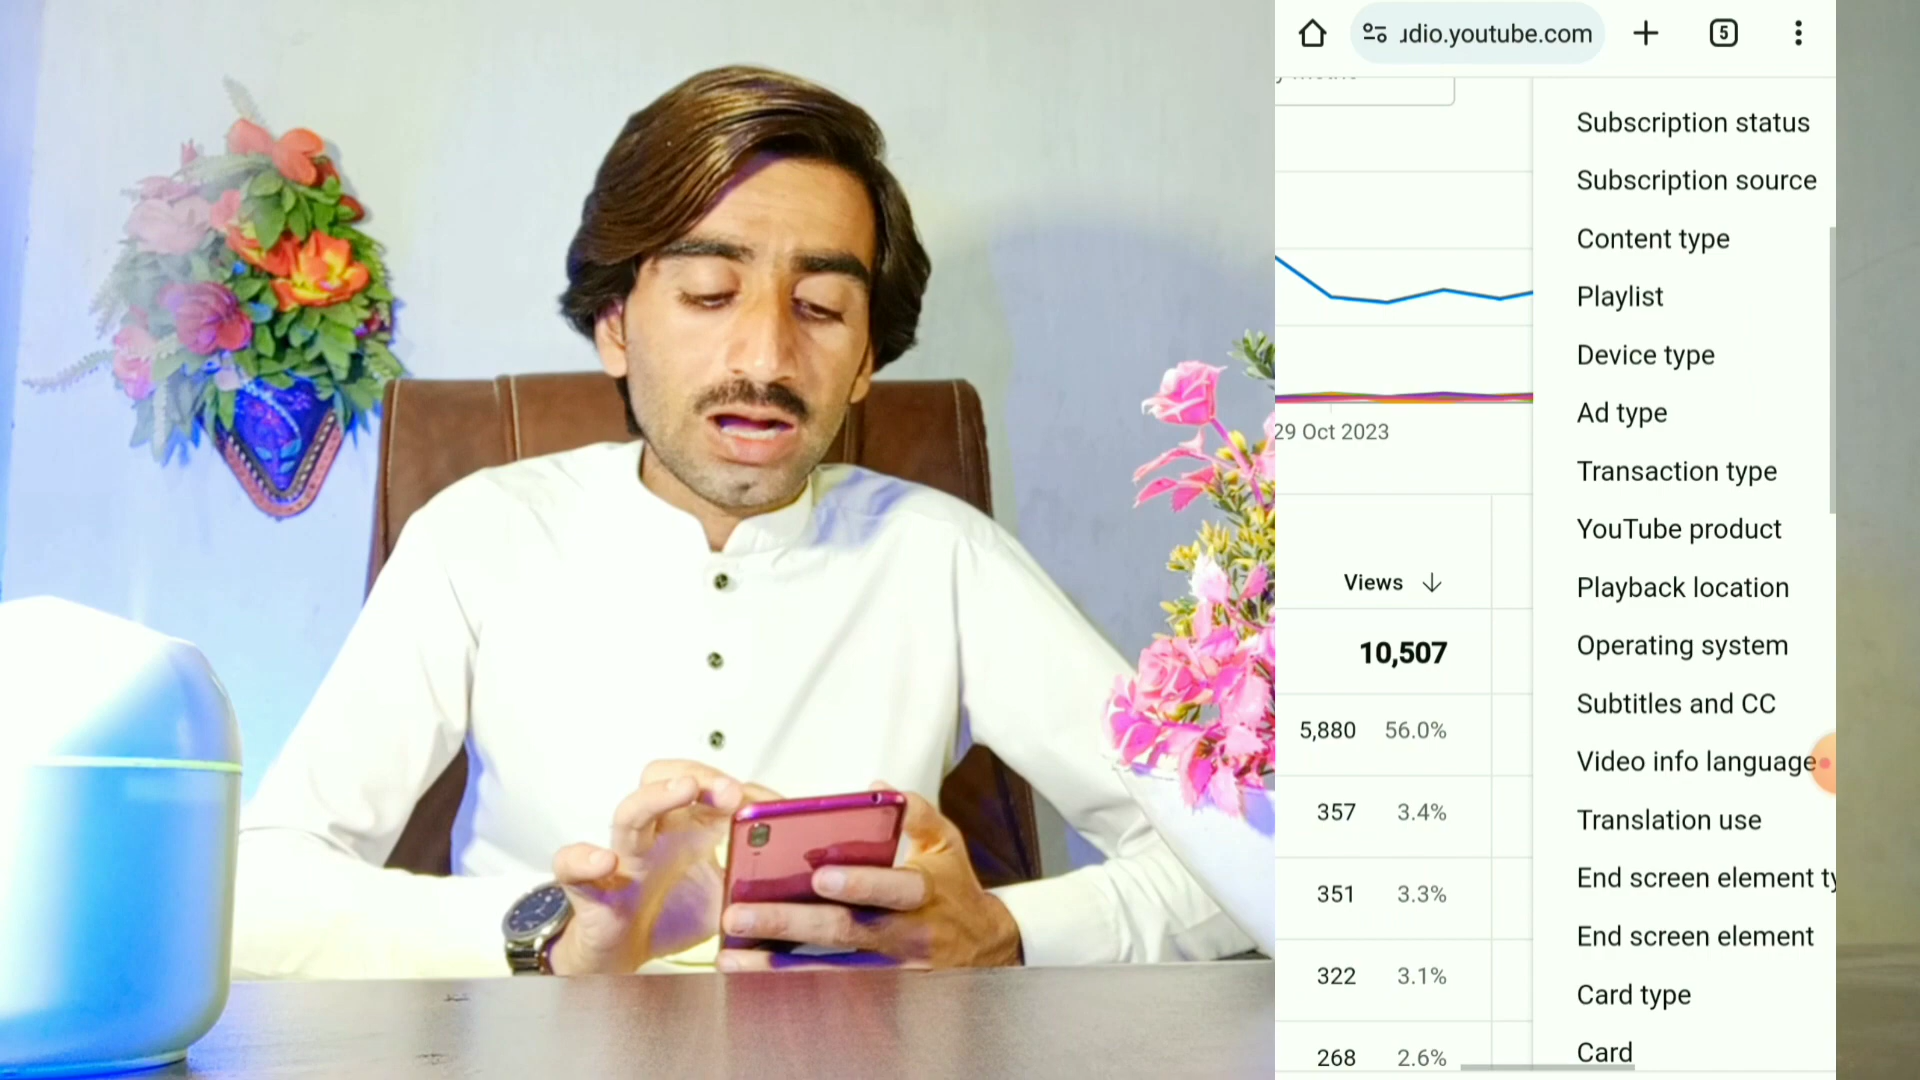 udio.youtube.com
5
Subscription status
Subscription source
Content type
Playlist
Device type
Ad type
29 Oct 2023
Transaction type
YouTube product
Views
Playback location
10,507
Operating system
Subtitles and CC
5,880 56.0%
Video info language
357 3.4%
Translation use
End screen element ty
351 3.3%
End screen element
322 3.1%
Card type
Card
268 2.6%